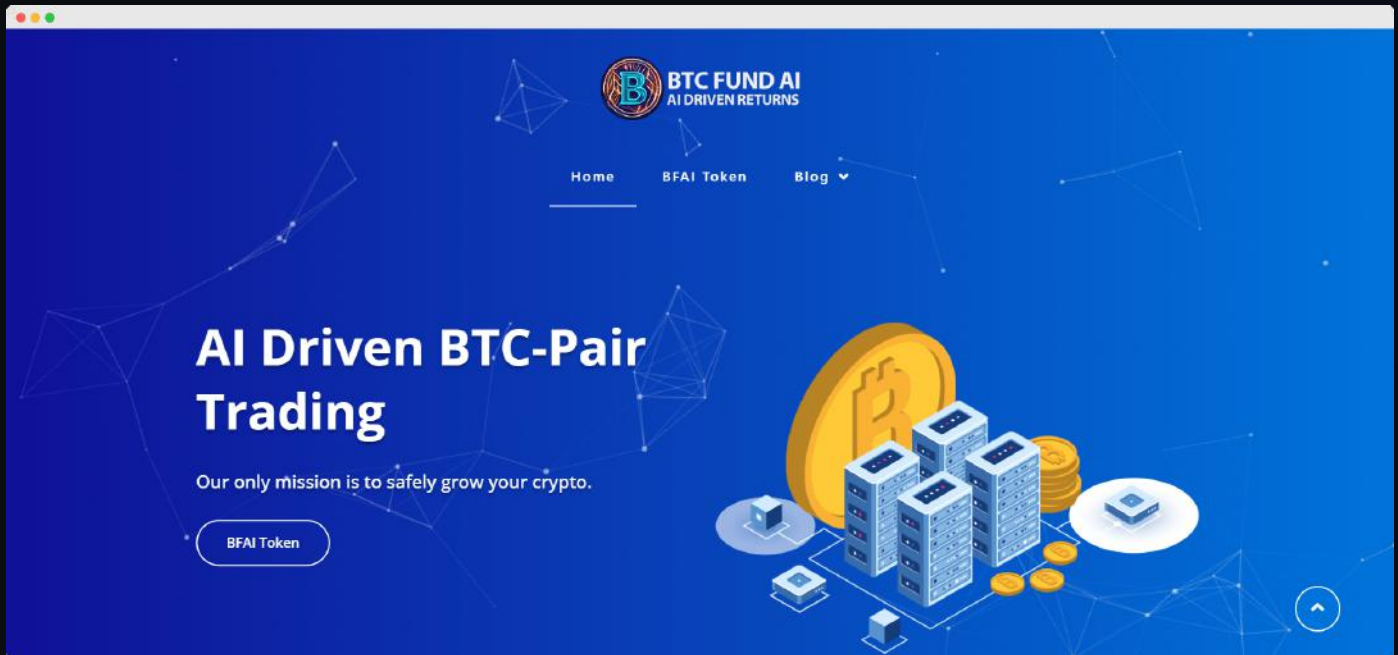 BTC FUND AI
AI DRIVEN RETURNS
Home BFAI Token Blog
AI Driven BTC-Pair
Trading
Our only mission is to safely grow your crypto.
BFAI Token